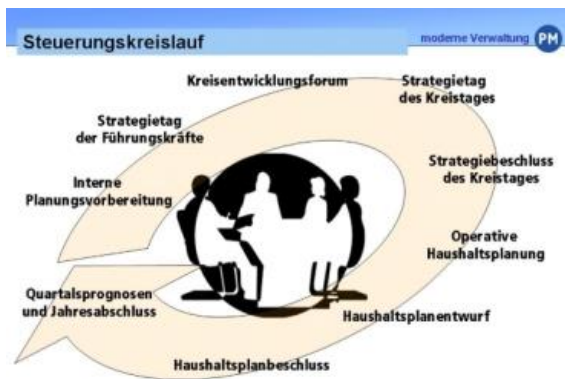 Steuerungskreislauf
moderne Verwaltung PM
Kreisentwicklungsforum
Strategietag
des Kreistages
Strategietag
der Führungskräfte
Strategiebeschluss
des Kreistages
Interne
Planungsvorbereitung
Operative
Haushaltsplanung
Quartalsprognosen
und Jahresabschluss
Haushaltsplanentwurf
Haushaltsplanbeschluss